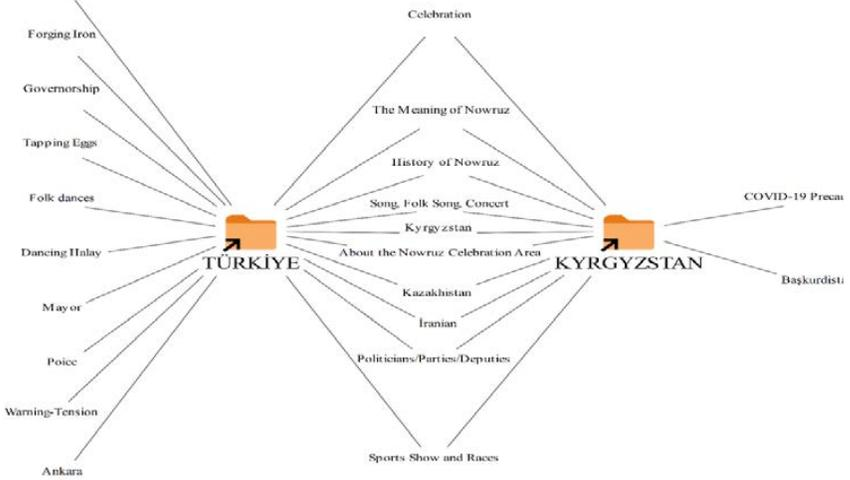 Celebration
Forging Iron
Governorship
The Meaning of Nowruz
Tapping Eggs
History of Nowruz
Folk dances
Song, Folk Song, Concert
COVID-19 Precau
Kyrgyzstan
Dancing Halay
About the Nowruz Celebration Area
TÜRKİYE
KYRGYZSTAN
Kazakhistan
Başkurdista
Mayor
İranian
Poice
Politicians/Parties/Deputies
Warning-Tension
Sports Show and Races
Ankara